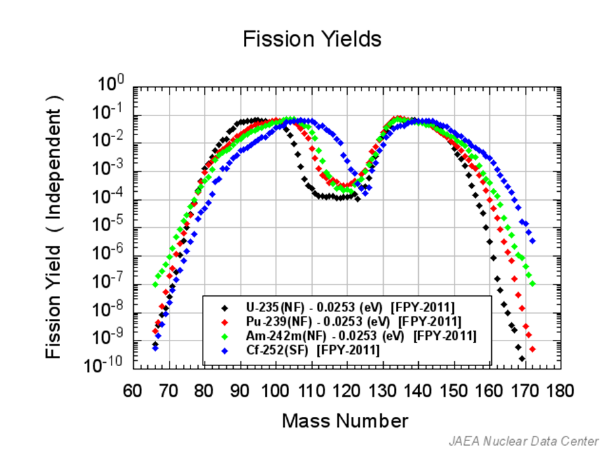 Fission Yields
Fission Yield ( Independent )
10^0
10^-1
10^-2
10^-3
10^-4
10^-5
10^-6
10^-7
10^-8
10^-9
10^-10
U-235(NF) - 0.0253 (eV) [FPY-2011]
Pu-239(NF) - 0.0253 (eV) [FPY-2011]
Am-242m(NF) - 0.0253 (eV) [FPY-2011]
Cf-252(SF) [FPY-2011]
60 70 80 90 100 110 120 130 140 150 160 170 180
Mass Number
JAEA Nuclear Data Center